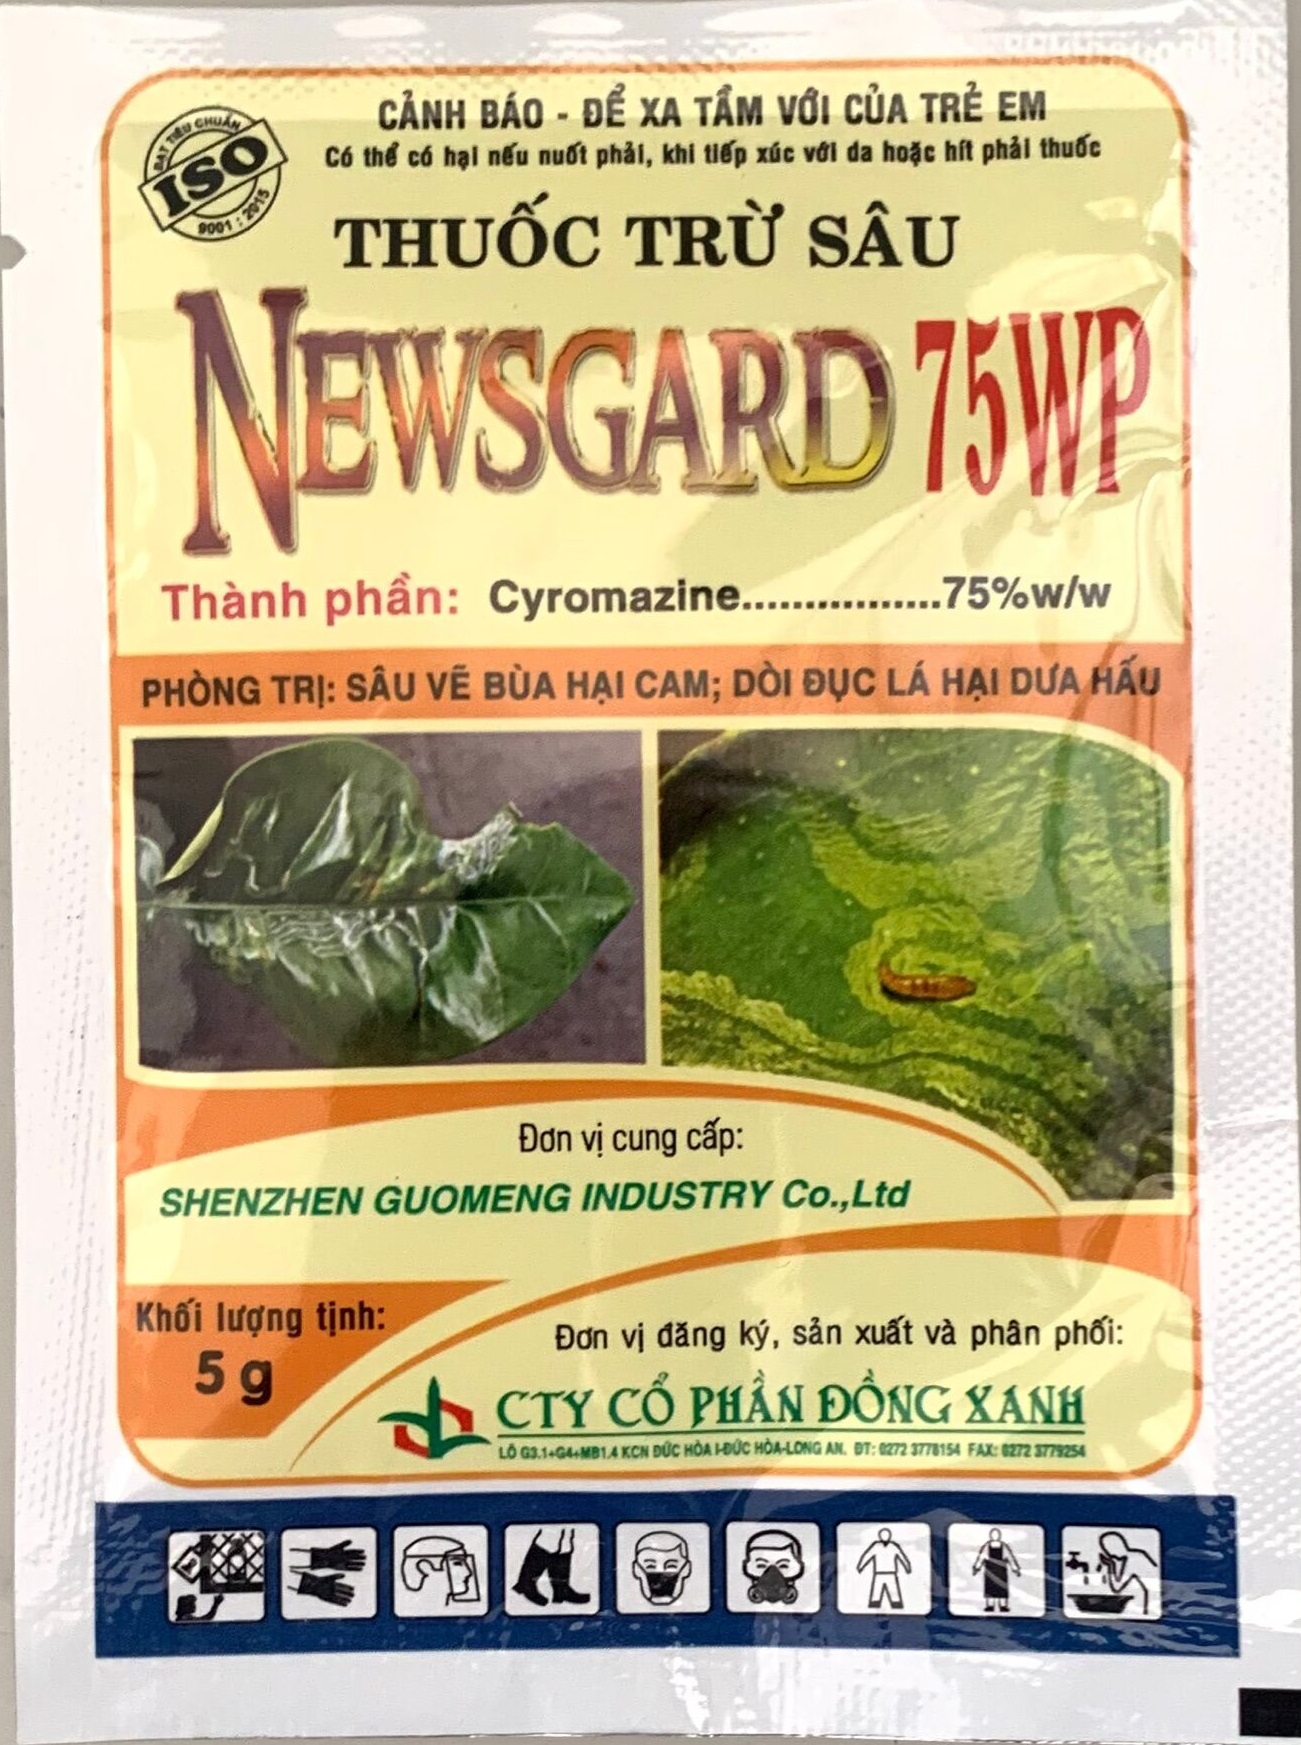 CẢNH BÁO - ĐỂ XA TẦM VỚI CỦA TRẺ EM
Có thể có hại nếu nuốt phải, khi tiếp xúc với da hoặc hít phải thuốc
ĐẠT TIÊU CHUẨN
ISO
9001 : 2015
THUỐC TRỪ SÂU
NEWSGARD 75WP
Thành phần: Cyromazine................75%w/w
PHÒNG TRỊ: SÂU VẼ BÙA HẠI CAM; DÒI ĐỤC LÁ HẠI DƯA HẤU
Đơn vị cung cấp:
SHENZHEN GUOMENG INDUSTRY Co.,Ltd
Khối lượng tịnh:
5 g
Đơn vị đăng ký, sản xuất và phân phối:
CTY CỔ PHẦN ĐỒNG XANH
LÔ G3.1+G4+MB1.4 KCN ĐỨC HÒA I-ĐỨC HÒA-LONG AN. ĐT: 0272 3778154 FAX: 0272 3779254